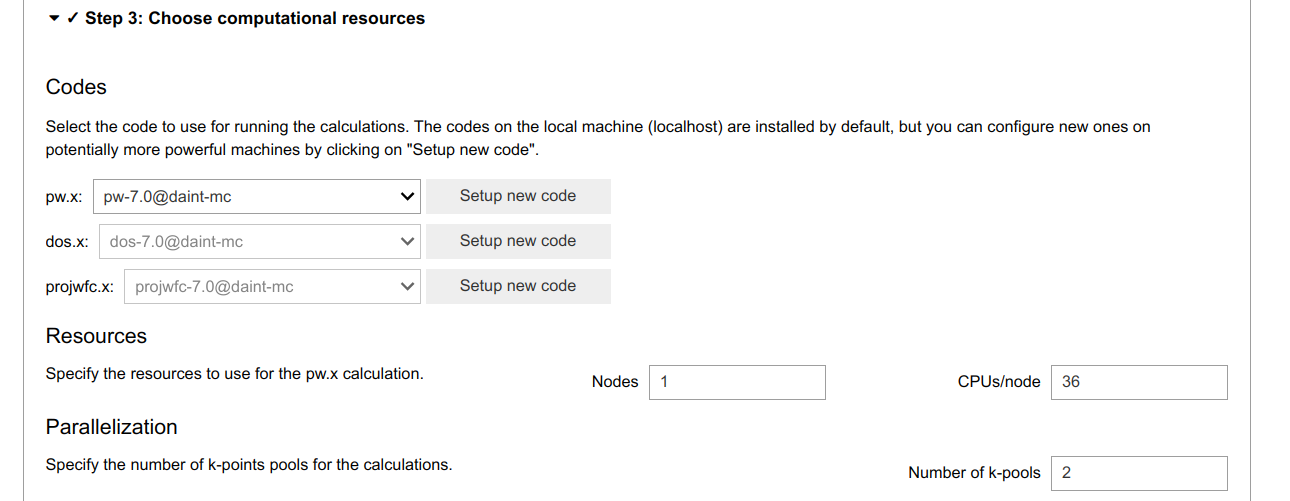 ✓ Step 3: Choose computational resources
Codes
Select the code to use for running the calculations. The codes on the local machine (localhost) are installed by default, but you can configure new ones on
potentially more powerful machines by clicking on "Setup new code".
pw.x: pw-7.0@daint-mc Setup new code
dos.x: dos-7.0@daint-mc Setup new code
projwfc.x: projwfc-7.0@daint-mc Setup new code
Resources
Specify the resources to use for the pw.x calculation. Nodes 1 CPUs/node 36
Parallelization
Specify the number of k-points pools for the calculations. Number of k-pools 2